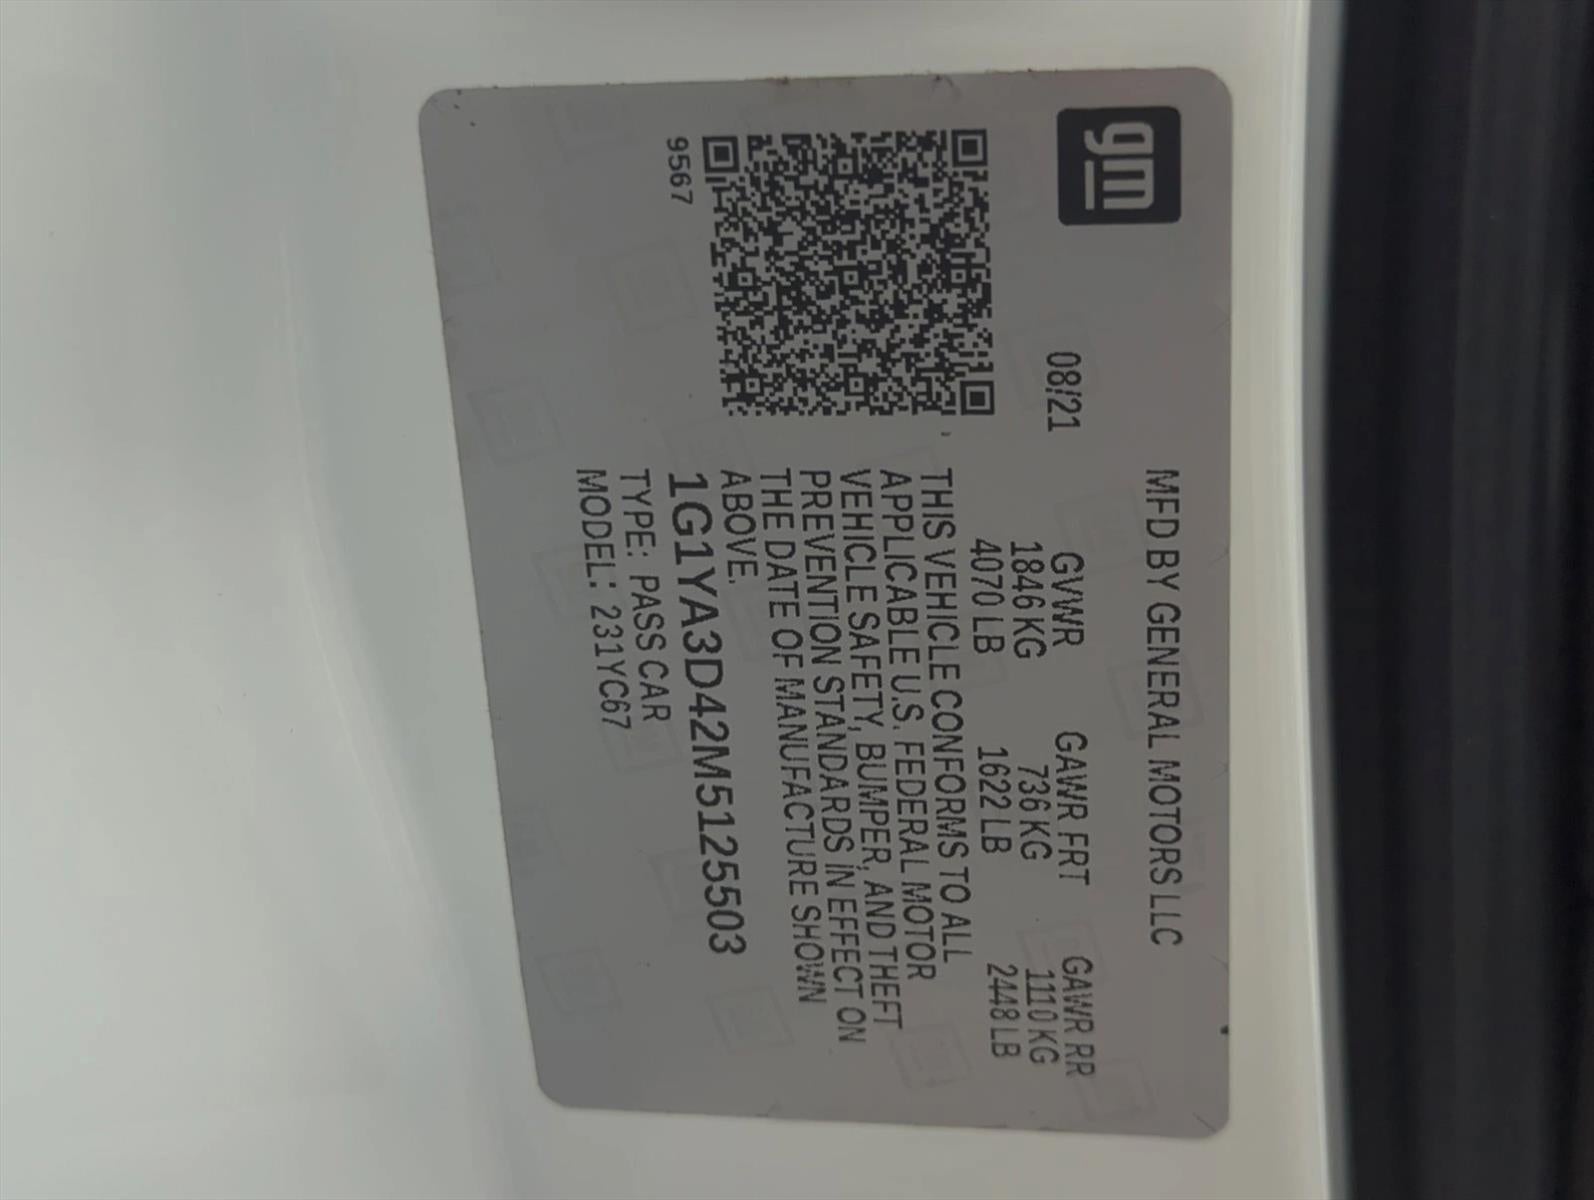 gm
MFD BY GENERAL MOTORS LLC
08/21
GVWR GAWR FRT GAWR RR
1846 KG 736 KG 1110 KG
4070 LB 1622 LB 2448 LB
THIS VEHICLE CONFORMS TO ALL
APPLICABLE U.S. FEDERAL MOTOR
VEHICLE SAFETY, BUMPER, AND THEFT
PREVENTION STANDARDS IN EFFECT ON
THE DATE OF MANUFACTURE SHOWN
ABOVE.
1G1YA3D42M5125503
TYPE: PASS CAR
MODEL: 231YC67
9567